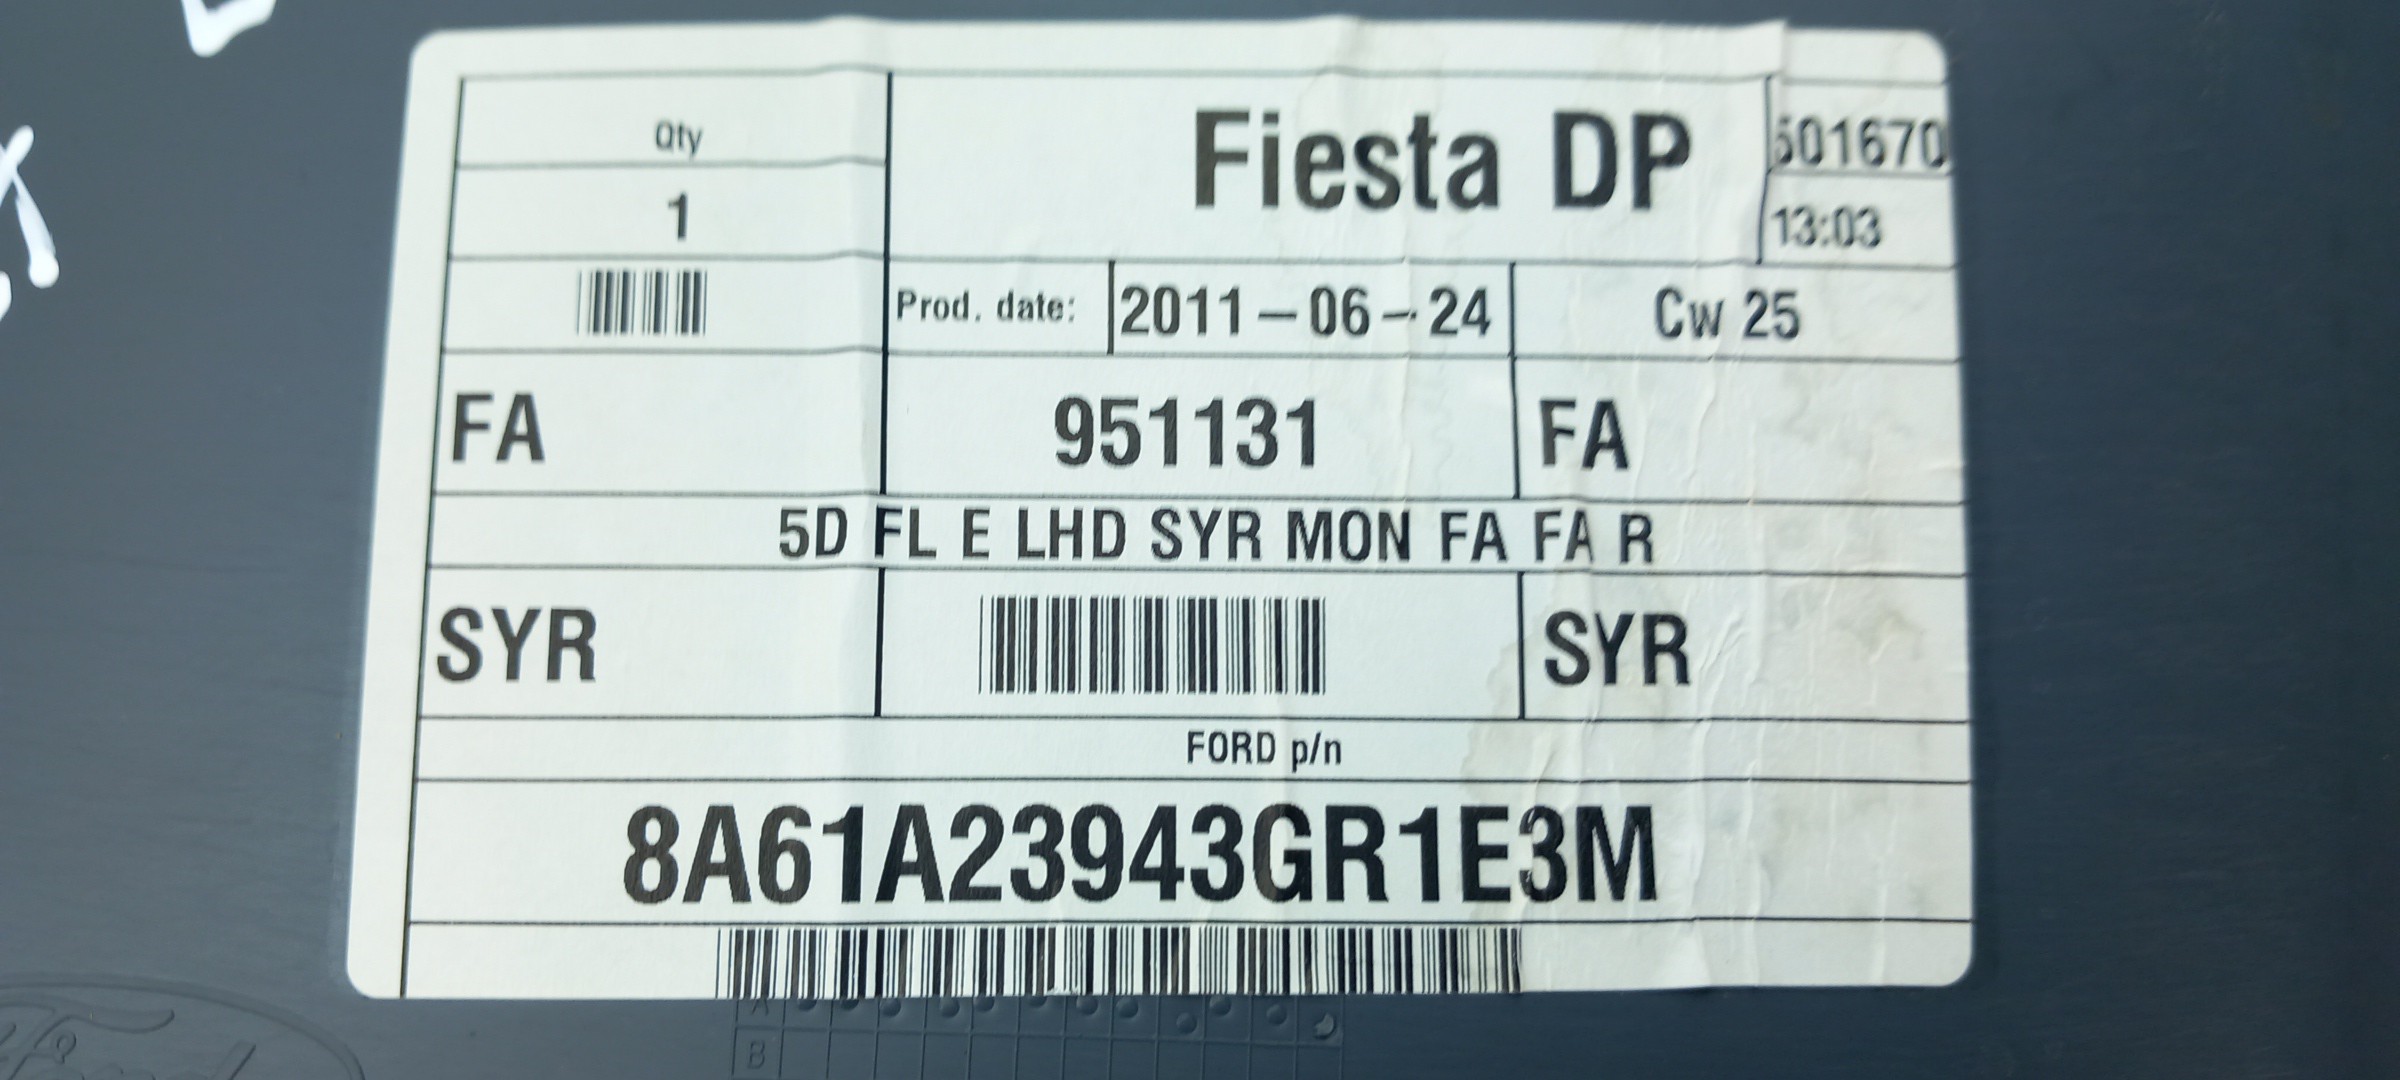 Qty
Fiesta DP
501670
1
13:03
Prod. date: 2011-06-24 Cw 25
FA 951131 FA
5D FL E LHD SYR MON FA FA R
SYR SYR
FORD p/n
8A61A23943GR1E3M
A
B
Ford